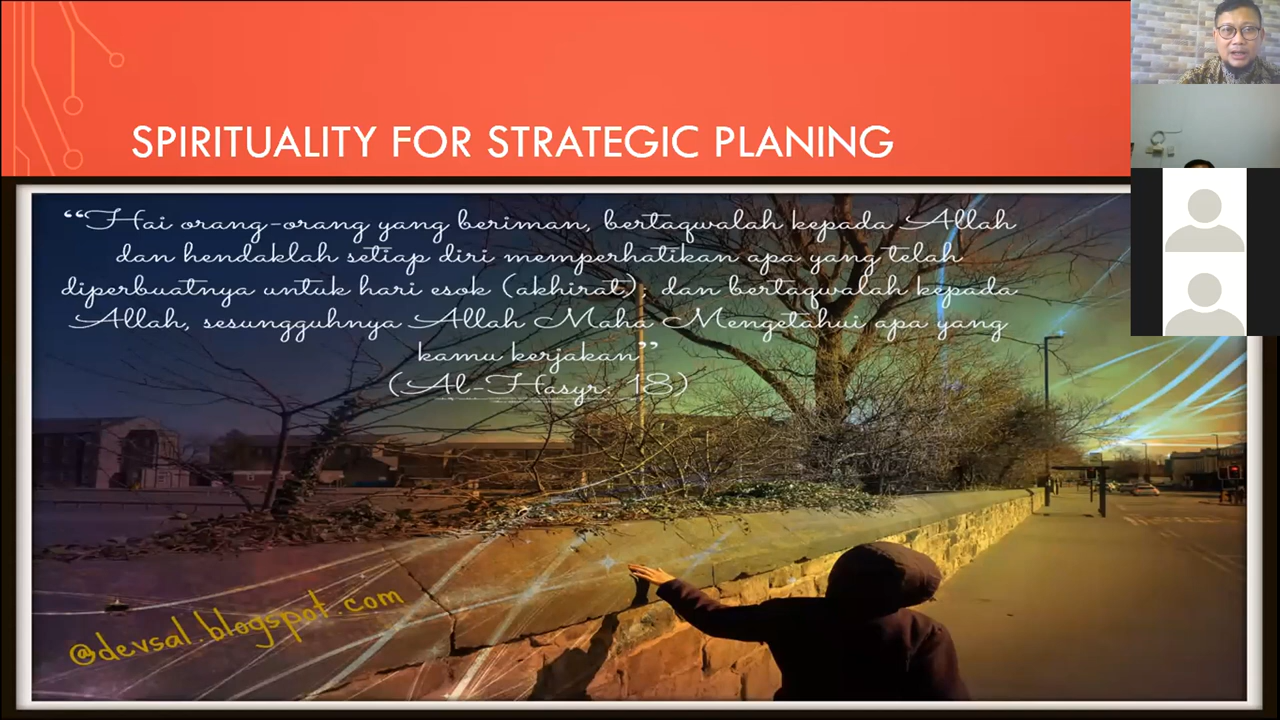 SPIRITUALITY FOR STRATEGIC PLANING
“Hai orang-orang yang beriman, bertaqwalah kepada Allah
dan hendaklah setiap diri memperhatikan apa yang telah
diperbuatnya untuk hari esok (akhirat); dan bertaqwalah kepada
Allah, sesungguhnya Allah Maha Mengetahui apa yang
kamu kerjakan”
(Al-Hasyr: 18)
@devsal.blogspot.com